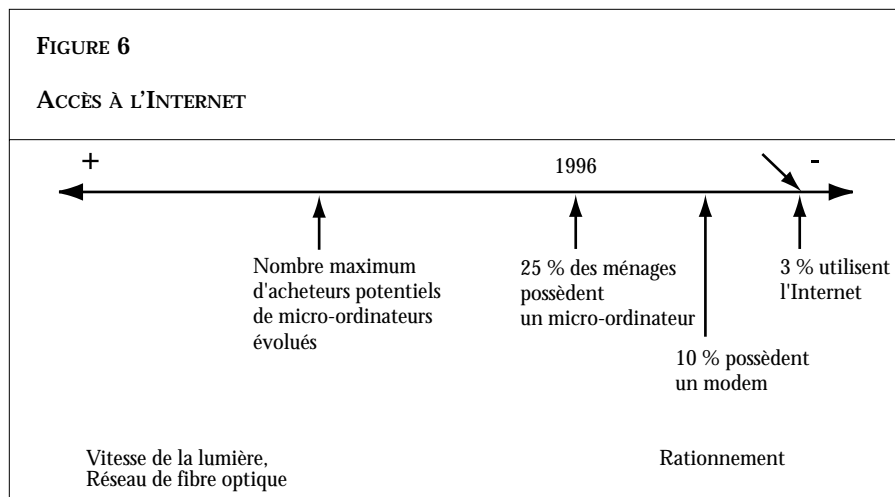 FIGURE 6
ACCÈS À L'INTERNET
+
1996
-
Nombre maximum
d'acheteurs potentiels
de micro-ordinateurs
évolués
25 % des ménages
possèdent
un micro-ordinateur
3 % utilisent
l'Internet
10 % possèdent
un modem
Vitesse de la lumière,
Réseau de fibre optique
Rationnement